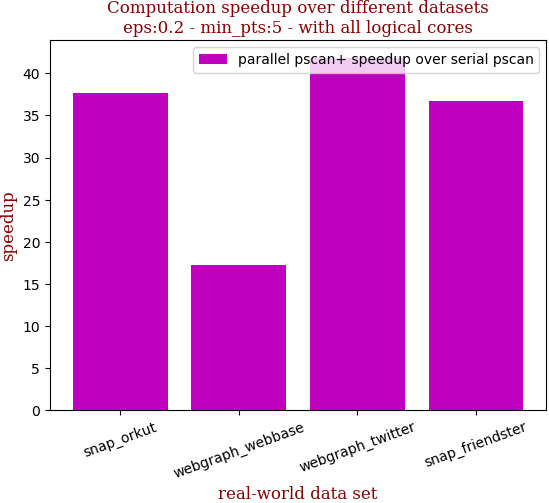 Computation speedup over different datasets
eps:0.2 - min_pts:5 - with all logical cores
parallel pscan+ speedup over serial pscan
speedup
40
35
30
25
20
15
10
5
0
snap_orkut
webgraph_webbase
webgraph_twitter
snap_friendster
real-world data set